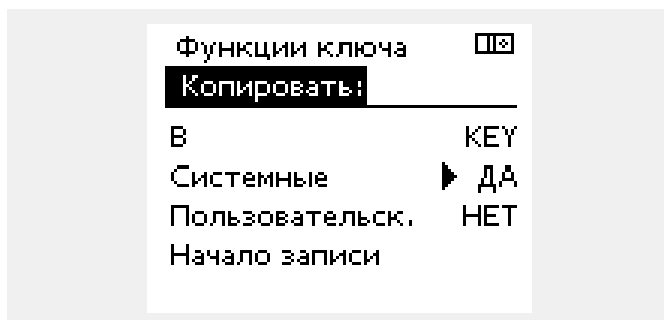 Функции ключа
Копировать:
В KEY
Системные ДА
Пользовательск. НЕТ
Начало записи